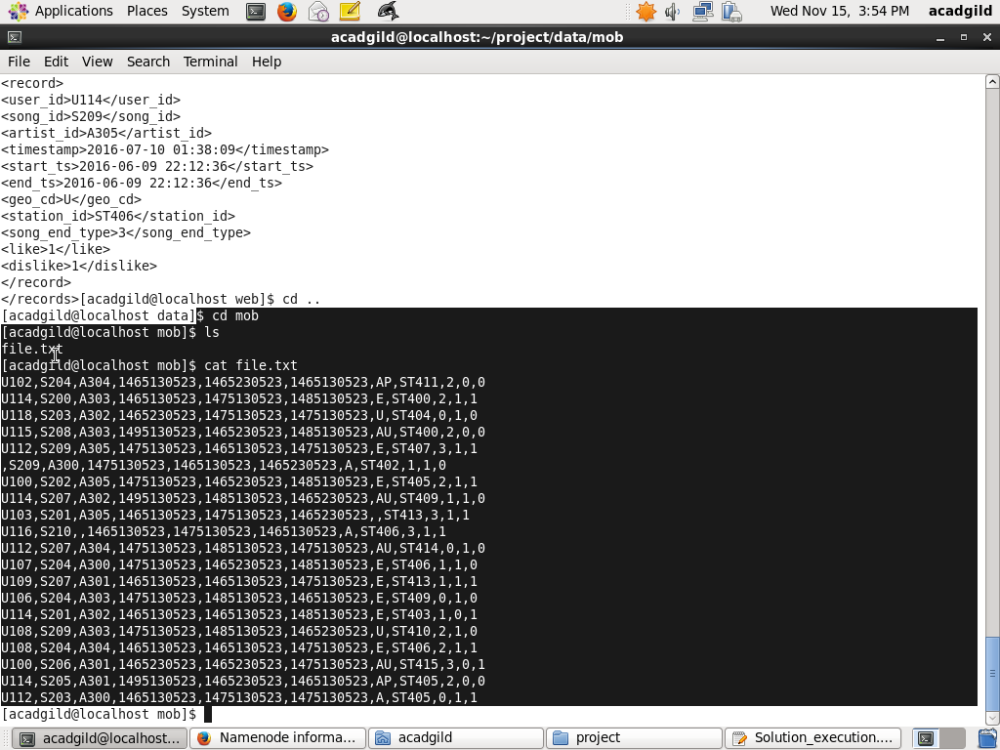 Applications Places System Wed Nov 15, 3:54 PM acadgild
acadgild@localhost:~/project/data/mob
File Edit View Search Terminal Help
<record>
<user_id>U114</user_id>
<song_id>S209</song_id>
<artist_id>A305</artist_id>
<timestamp>2016-07-10 01:38:09</timestamp>
<start_ts>2016-06-09 22:12:36</start_ts>
<end_ts>2016-06-09 22:12:36</end_ts>
<geo_cd>U</geo_cd>
<station_id>ST406</station_id>
<song_end_type>3</song_end_type>
<like>1</like>
<dislike>1</dislike>
</record>
</records>[acadgild@localhost web]$ cd ..
[acadgild@localhost data]$ cd mob
[acadgild@localhost mob]$ ls
file.txt
[acadgild@localhost mob]$ cat file.txt
U102,S204,A304,1465130523,1465230523,1465130523,AP,ST411,2,0,0
U114,S200,A303,1465130523,1475130523,1485130523,E,ST400,2,1,1
U118,S203,A302,1465230523,1475130523,1475130523,U,ST404,0,1,0
U115,S208,A303,1495130523,1465230523,1485130523,AU,ST400,2,0,0
U112,S209,A305,1475130523,1465130523,1475130523,E,ST407,3,1,1
,S209,A300,1475130523,1465130523,1465230523,A,ST402,1,1,0
U100,S202,A305,1475130523,1465230523,1485130523,E,ST405,2,1,1
U114,S207,A302,1495130523,1485130523,1465230523,AU,ST409,1,1,0
U103,S201,A305,1465130523,1475130523,1465230523,,ST413,3,1,1
U116,S210,,1465130523,1475130523,1465130523,A,ST406,3,1,1
U112,S207,A304,1475130523,1485130523,1475130523,AU,ST414,0,1,0
U107,S204,A300,1475130523,1465230523,1485130523,E,ST406,1,1,0
U109,S207,A301,1465230523,1475130523,1465130523,E,ST413,1,1,1
U106,S204,A303,1475130523,1465130523,1465130523,E,ST409,0,1,0
U114,S201,A302,1465130523,1465130523,1485130523,E,ST403,1,0,1
U108,S209,A303,1475130523,1485130523,1465230523,U,ST410,2,1,0
U108,S204,A304,1465130523,1465230523,1475130523,E,ST406,2,1,1
U100,S206,A301,1465230523,1465230523,1475130523,AU,ST415,3,0,1
U114,S205,A301,1495130523,1465230523,1465130523,AP,ST405,2,0,0
U112,S203,A300,1465130523,1475130523,1475130523,A,ST405,0,1,1
[acadgild@localhost mob]$
acadgild@localhost... Namenode informa... acadgild project Solution_execution....